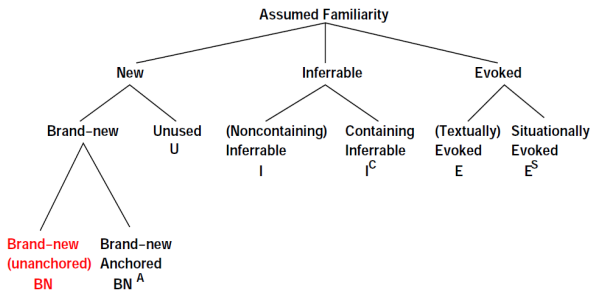 Assumed Familiarity
New Inferrable Evoked
Brand-new Unused (Noncontaining) Containing (Textually) Situationally
U Inferrable Inferrable Evoked Evoked
I I^C E E^S
Brand-new Brand-new
(unanchored) Anchored
BN BN^A